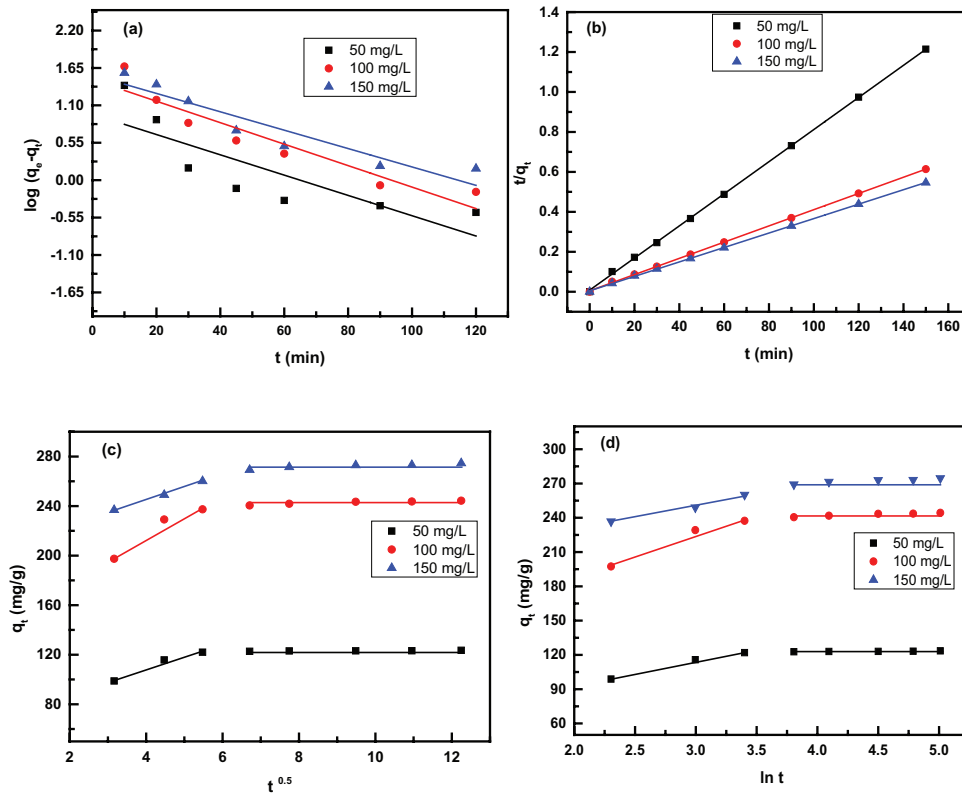 (a)
50 mg/L
100 mg/L
150 mg/L
2.20
1.65
1.10
0.55
0.00
-0.55
-1.10
-1.65
log (qe-qt)
0 20 40 60 80 100 120
t (min)
(b)
50 mg/L
100 mg/L
150 mg/L
1.4
1.2
1.0
0.8
0.6
0.4
0.2
0.0
t/qt
0 20 40 60 80 100 120 140 160
t (min)
(c)
50 mg/L
100 mg/L
150 mg/L
280
240
200
160
120
80
qt (mg/g)
2 4 6 8 10 12
t 0.5
(d)
50 mg/L
100 mg/L
150 mg/L
300
270
240
210
180
150
120
90
60
qt (mg/g)
2.0 2.5 3.0 3.5 4.0 4.5 5.0
ln t